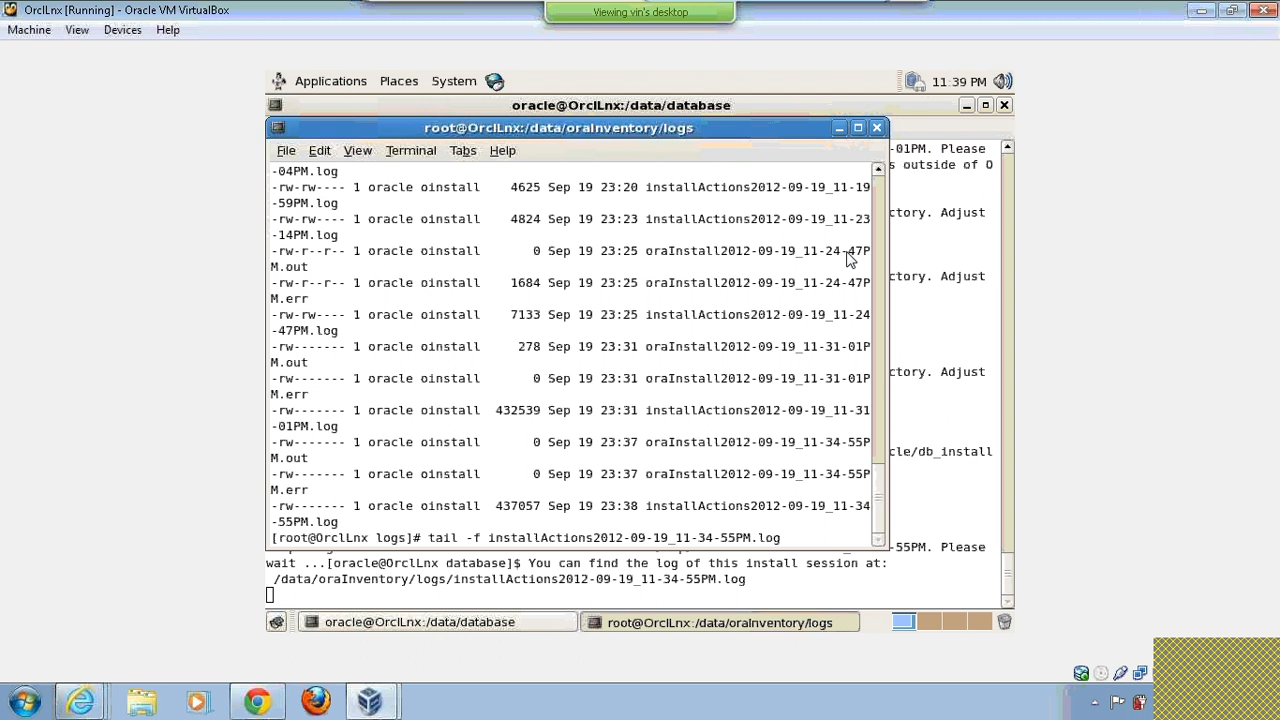 OrclLnx [Running] - Oracle VM VirtualBox
Viewing vin's desktop
Machine View Devices Help
Applications Places System
11:39 PM
oracle@OrclLnx:/data/database
root@OrclLnx:/data/oraInventory/logs
File Edit View Terminal Tabs Help
-01PM. Please
s outside of O
ctory. Adjust
ctory. Adjust
ctory. Adjust
cle/db_install
-55PM. Please
-04PM.log
-rw-rw---- 1 oracle oinstall 4625 Sep 19 23:20 installActions2012-09-19_11-19
-59PM.log
-rw-rw---- 1 oracle oinstall 4824 Sep 19 23:23 installActions2012-09-19_11-23
-14PM.log
-rw-r--r-- 1 oracle oinstall 0 Sep 19 23:25 oraInstall2012-09-19_11-24-47P
M.out
-rw-r--r-- 1 oracle oinstall 1684 Sep 19 23:25 oraInstall2012-09-19_11-24-47P
M.err
-rw-rw---- 1 oracle oinstall 7133 Sep 19 23:25 installActions2012-09-19_11-24
-47PM.log
-rw------- 1 oracle oinstall 278 Sep 19 23:31 oraInstall2012-09-19_11-31-01P
M.out
-rw------- 1 oracle oinstall 0 Sep 19 23:31 oraInstall2012-09-19_11-31-01P
M.err
-rw------- 1 oracle oinstall 432539 Sep 19 23:31 installActions2012-09-19_11-31
-01PM.log
-rw------- 1 oracle oinstall 0 Sep 19 23:37 oraInstall2012-09-19_11-34-55P
M.out
-rw------- 1 oracle oinstall 0 Sep 19 23:37 oraInstall2012-09-19_11-34-55P
M.err
-rw------- 1 oracle oinstall 437057 Sep 19 23:38 installActions2012-09-19_11-34
-55PM.log
[root@OrclLnx logs]# tail -f installActions2012-09-19_11-34-55PM.log
wait ...[oracle@OrclLnx database]$ You can find the log of this install session at:
/data/oraInventory/logs/installActions2012-09-19_11-34-55PM.log
oracle@OrclLnx:/data/database
root@OrclLnx:/data/oraInventory/logs